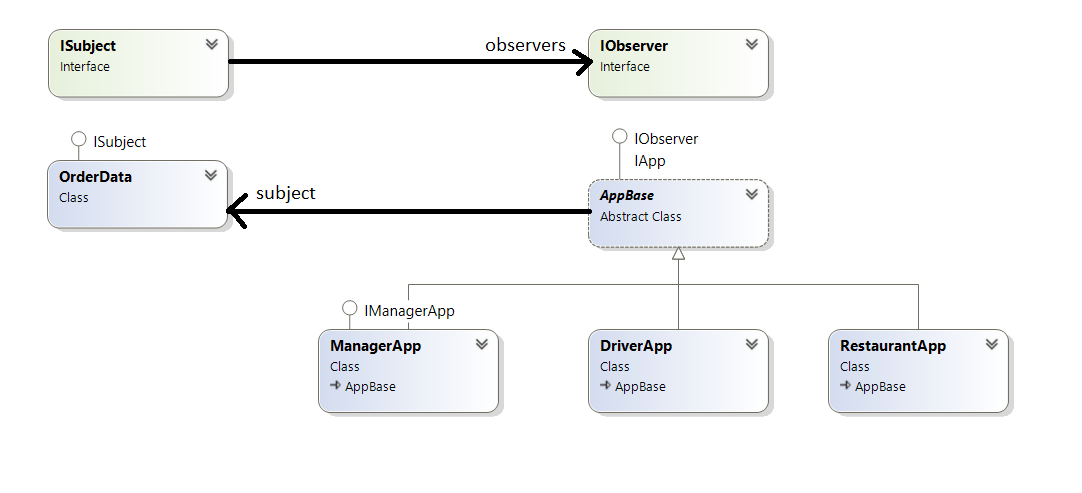 ISubject
Interface
observers
IObserver
Interface
ISubject
OrderData
Class
subject
IObserver
IApp
AppBase
Abstract Class
IManagerApp
ManagerApp
Class
AppBase
DriverApp
Class
AppBase
RestaurantApp
Class
AppBase